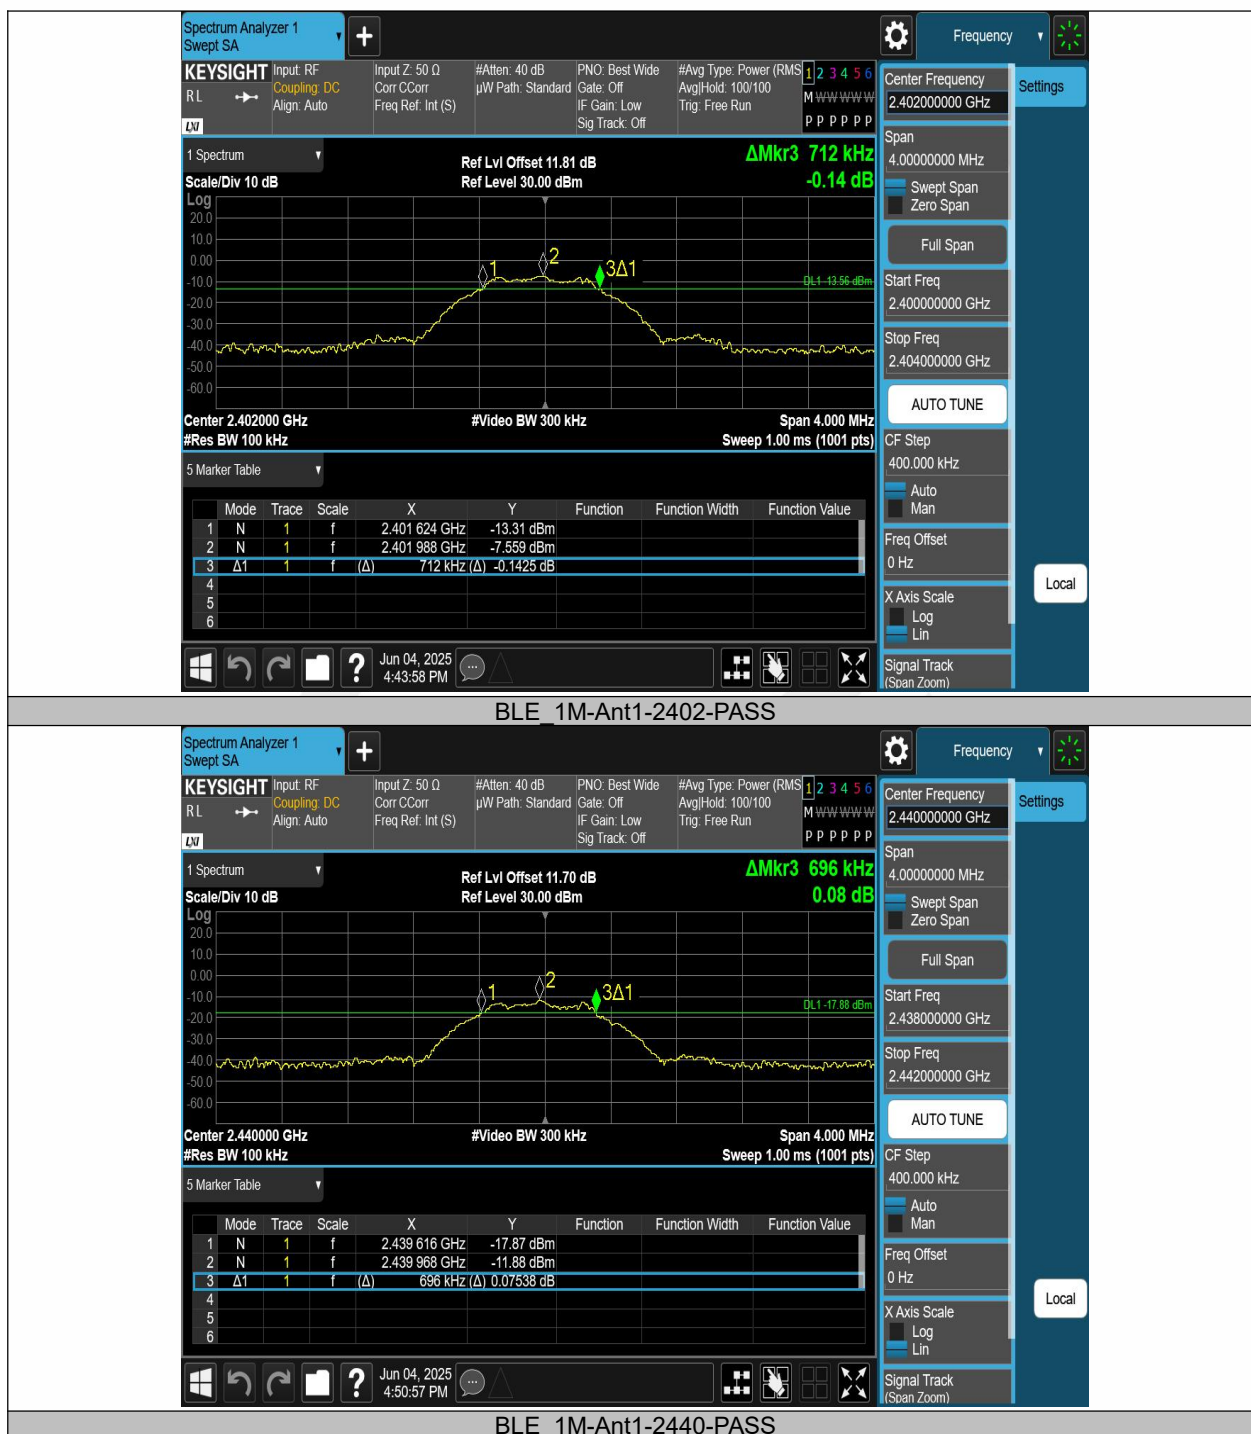 Spectrum Analyzer 1
Swept SA
Frequency
KEYSIGHT
RL
LXI
Input: RF
Coupling: DC
Align: Auto
Input Z: 50 Ω
Corr CCorr
Freq Ref: Int (S)
#Atten: 40 dB
µW Path: Standard
PNO: Best Wide
Gate: Off
IF Gain: Low
Sig Track: Off
#Avg Type: Power (RMS
Avg|Hold: 100/100
Trig: Free Run
1 2 3 4 5 6
M W W W W W
P P P P P P
Center Frequency
2.402000000 GHz
Settings
Span
4.00000000 MHz
Swept Span
Zero Span
Full Span
Start Freq
2.400000000 GHz
Stop Freq
2.404000000 GHz
AUTO TUNE
CF Step
400.000 kHz
Auto
Man
Freq Offset
0 Hz
X Axis Scale
Log
Lin
Signal Track
(Span Zoom)
Local
1 Spectrum
Scale/Div 10 dB
Ref Lvl Offset 11.81 dB
Ref Level 30.00 dBm
ΔMkr3 712 kHz
-0.14 dB
Log
20.0
10.0
0.00
-10.0
-20.0
-30.0
-40.0
-50.0
-60.0
1
2
3Δ1
DL1 -13.56 dBm
Center 2.402000 GHz
#Video BW 300 kHz
Span 4.000 MHz
#Res BW 100 kHz
Sweep 1.00 ms (1001 pts)
5 Marker Table
Mode Trace Scale X Y Function Function Width Function Value
1 N 1 f 2.401 624 GHz -13.31 dBm
2 N 1 f 2.401 988 GHz -7.559 dBm
3 Δ1 1 f (Δ) 712 kHz (Δ) -0.1425 dB
4
5
6
?
Jun 04, 2025
4:43:58 PM
BLE_1M-Ant1-2402-PASS
Spectrum Analyzer 1
Swept SA
Frequency
KEYSIGHT
RL
LXI
Input: RF
Coupling: DC
Align: Auto
Input Z: 50 Ω
Corr CCorr
Freq Ref: Int (S)
#Atten: 40 dB
µW Path: Standard
PNO: Best Wide
Gate: Off
IF Gain: Low
Sig Track: Off
#Avg Type: Power (RMS
Avg|Hold: 100/100
Trig: Free Run
1 2 3 4 5 6
M W W W W W
P P P P P P
Center Frequency
2.440000000 GHz
Settings
Span
4.00000000 MHz
Swept Span
Zero Span
Full Span
Start Freq
2.438000000 GHz
Stop Freq
2.442000000 GHz
AUTO TUNE
CF Step
400.000 kHz
Auto
Man
Freq Offset
0 Hz
X Axis Scale
Log
Lin
Signal Track
(Span Zoom)
Local
1 Spectrum
Scale/Div 10 dB
Ref Lvl Offset 11.70 dB
Ref Level 30.00 dBm
ΔMkr3 696 kHz
0.08 dB
Log
20.0
10.0
0.00
-10.0
-20.0
-30.0
-40.0
-50.0
-60.0
1
2
3Δ1
DL1 -17.88 dBm
Center 2.440000 GHz
#Video BW 300 kHz
Span 4.000 MHz
#Res BW 100 kHz
Sweep 1.00 ms (1001 pts)
5 Marker Table
Mode Trace Scale X Y Function Function Width Function Value
1 N 1 f 2.439 616 GHz -17.87 dBm
2 N 1 f 2.439 968 GHz -11.88 dBm
3 Δ1 1 f (Δ) 696 kHz (Δ) 0.07538 dB
4
5
6
?
Jun 04, 2025
4:50:57 PM
BLE_1M-Ant1-2440-PASS